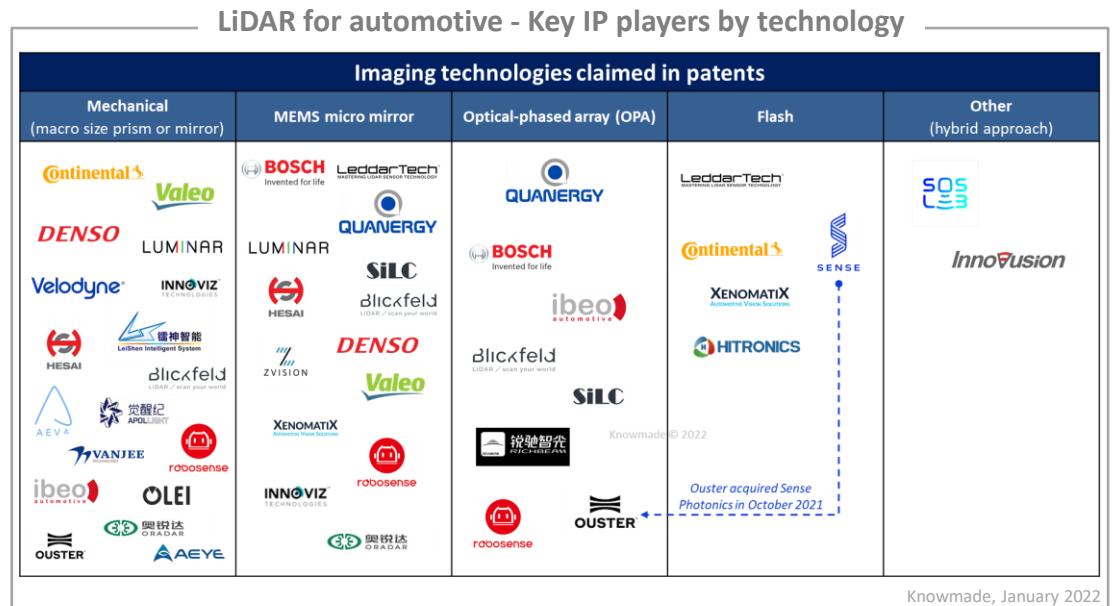 LiDAR for automotive - Key IP players by technology
Imaging technologies claimed in patents
Mechanical
(macro size prism or mirror)
MEMS micro mirror
Optical-phased array (OPA)
Flash
Other
(hybrid approach)
Continental
Valeo
DENSO
LUMINAR
Velodyne
INNOVIZ
TECHNOLOGIES
HESAI
镭神智能
LeiShen Intelligent System
Blickfeld
LIDAR / scan your world
AEVA
觉醒纪
APOLLIGHT
VANJEE
TECHNOLOGY
robosense
ibeo
automotive
OLEI
奥锐达
ORADAR
OUSTER
AEYE
BOSCH
Invented for life
LeddarTech
MASTERING LIDAR SENSOR TECHNOLOGY
QUANERGY
LUMINAR
SiLC
HESAI
Blickfeld
LIDAR / scan your world
ZVISION
DENSO
Valeo
XENOMATIX
Automotive Vision Solutions
robosense
INNOVIZ
TECHNOLOGIES
奥锐达
ORADAR
QUANERGY
BOSCH
Invented for life
ibeo
automotive
Blickfeld
LIDAR / scan your world
SiLC
锐驰智光
RICHBEAM
Knowmade © 2022
robosense
OUSTER
LeddarTech
MASTERING LIDAR SENSOR TECHNOLOGY
Continental
SENSE
XENOMATIX
Automotive Vision Solutions
HITRONICS
Ouster acquired Sense
Photonics in October 2021
SOS
LAB
Innovusion
Knowmade, January 2022